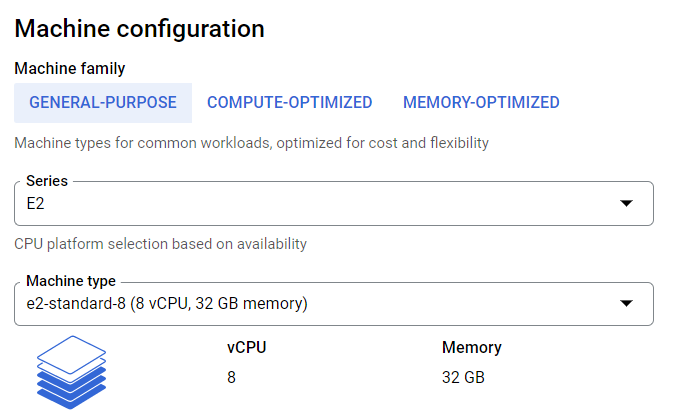 Machine configuration
Machine family
GENERAL-PURPOSE COMPUTE-OPTIMIZED MEMORY-OPTIMIZED
Machine types for common workloads, optimized for cost and flexibility
Series
E2
CPU platform selection based on availability
Machine type
e2-standard-8 (8 vCPU, 32 GB memory)
vCPU Memory
8 32 GB